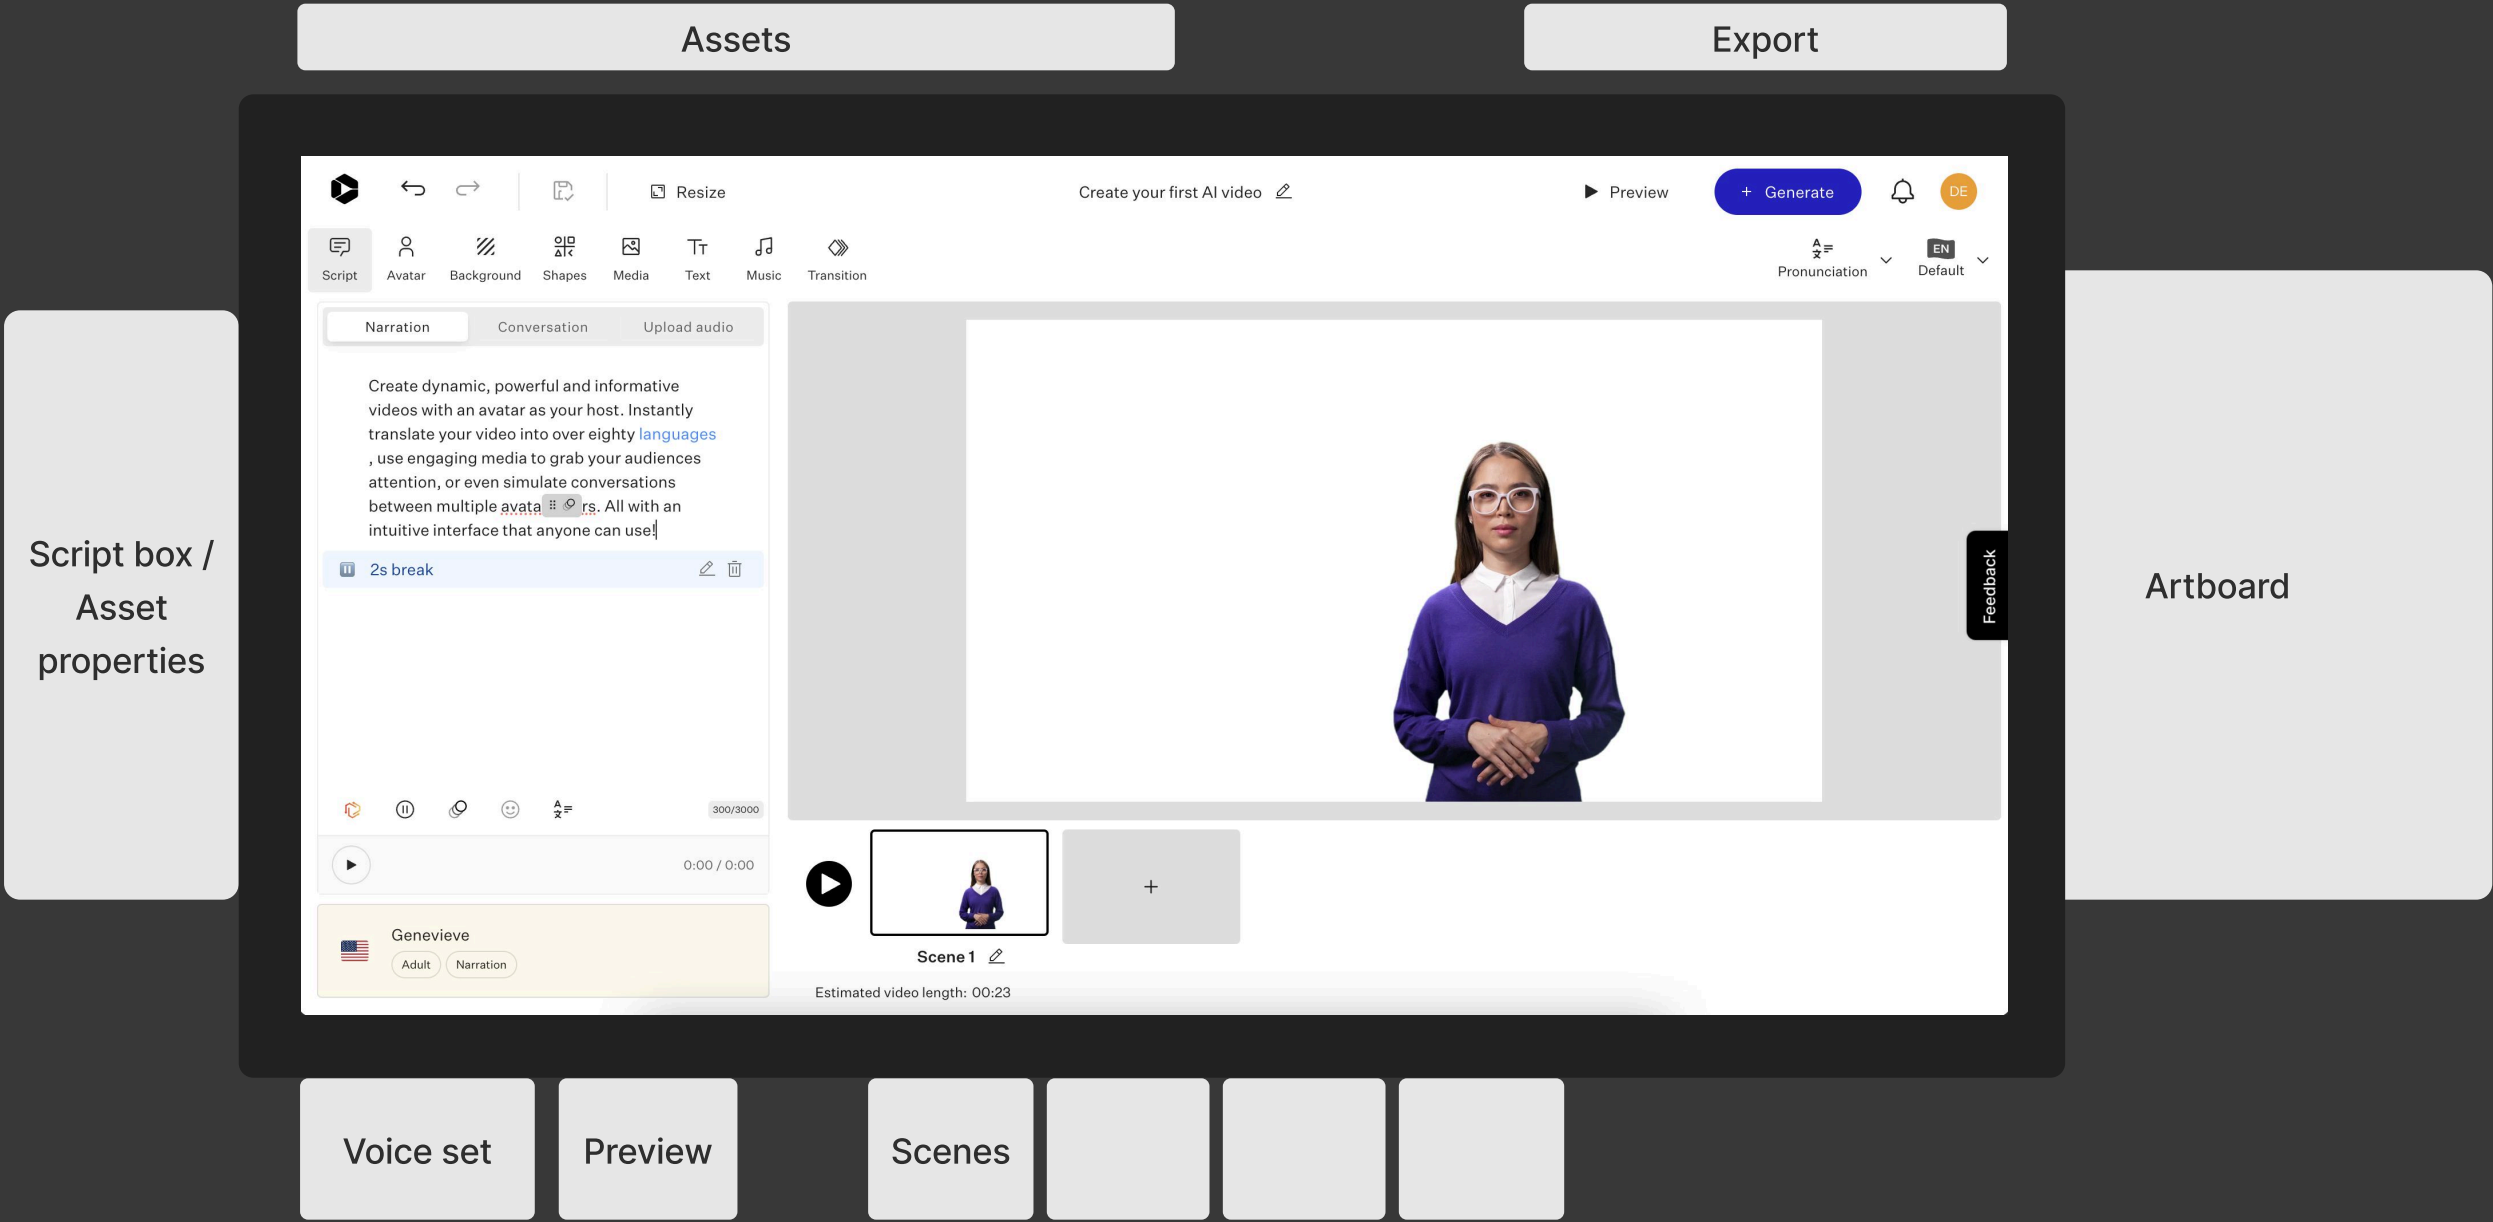 Assets
Export
Resize
Create your first AI video
Preview
+ Generate
DE
Script
Avatar
Background
Shapes
Media
Text
Music
Transition
Pronunciation
EN
Default
Narration
Conversation
Upload audio
Create dynamic, powerful and informative
videos with an avatar as your host. Instantly
translate your video into over eighty languages
, use engaging media to grab your audiences
attention, or even simulate conversations
between multiple avata rs. All with an
intuitive interface that anyone can use!
2s break
300/3000
0:00 / 0:00
Genevieve
Adult
Narration
Feedback
+
Scene 1
Estimated video length: 00:23
Script box /
Asset
properties
Artboard
Voice set
Preview
Scenes